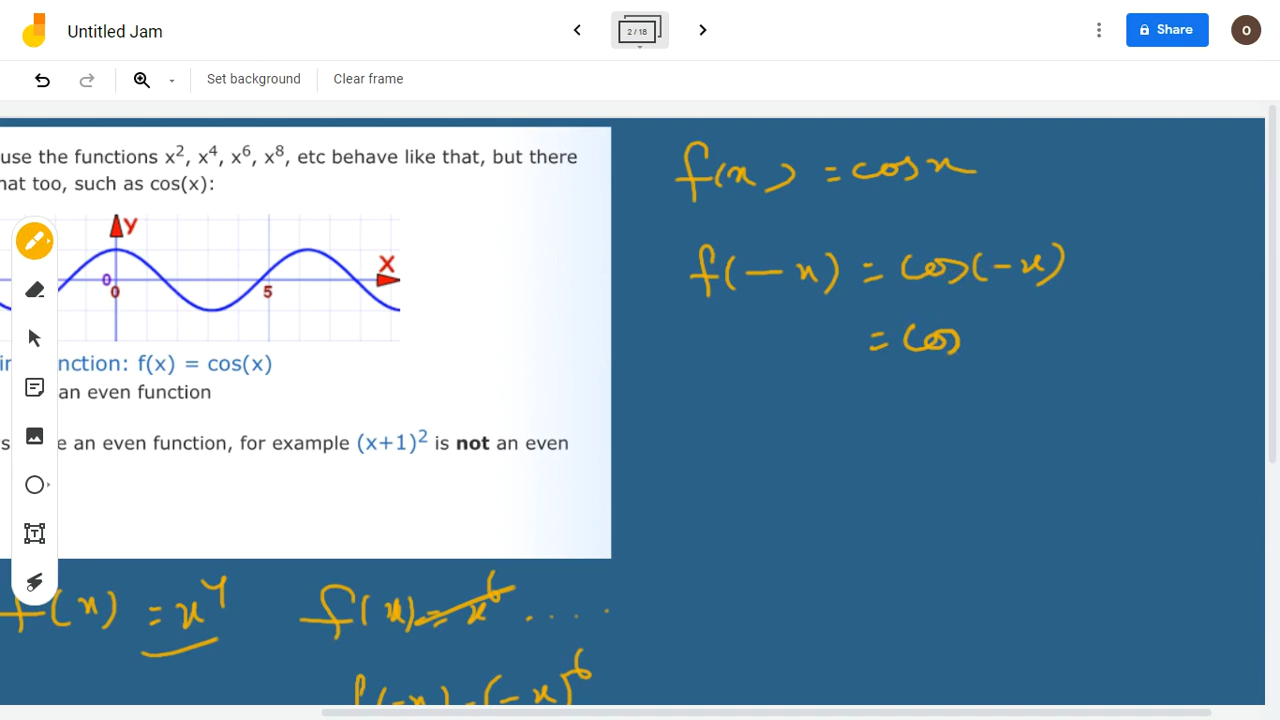 Untitled Jam
2 / 18
Share
O
Set background
Clear frame
use the functions x², x⁴, x⁶, x⁸, etc behave like that, but there
hat too, such as cos(x):
Y
X
0
0
5
nction: f(x) = cos(x)
an even function
e an even function, for example (x+1)² is not an even
f(x) = cos x
f(-x) = cos(-x)
= cos
f(x) = x⁴
f(x) = x⁶ ....
f(-x) = (-x)⁶